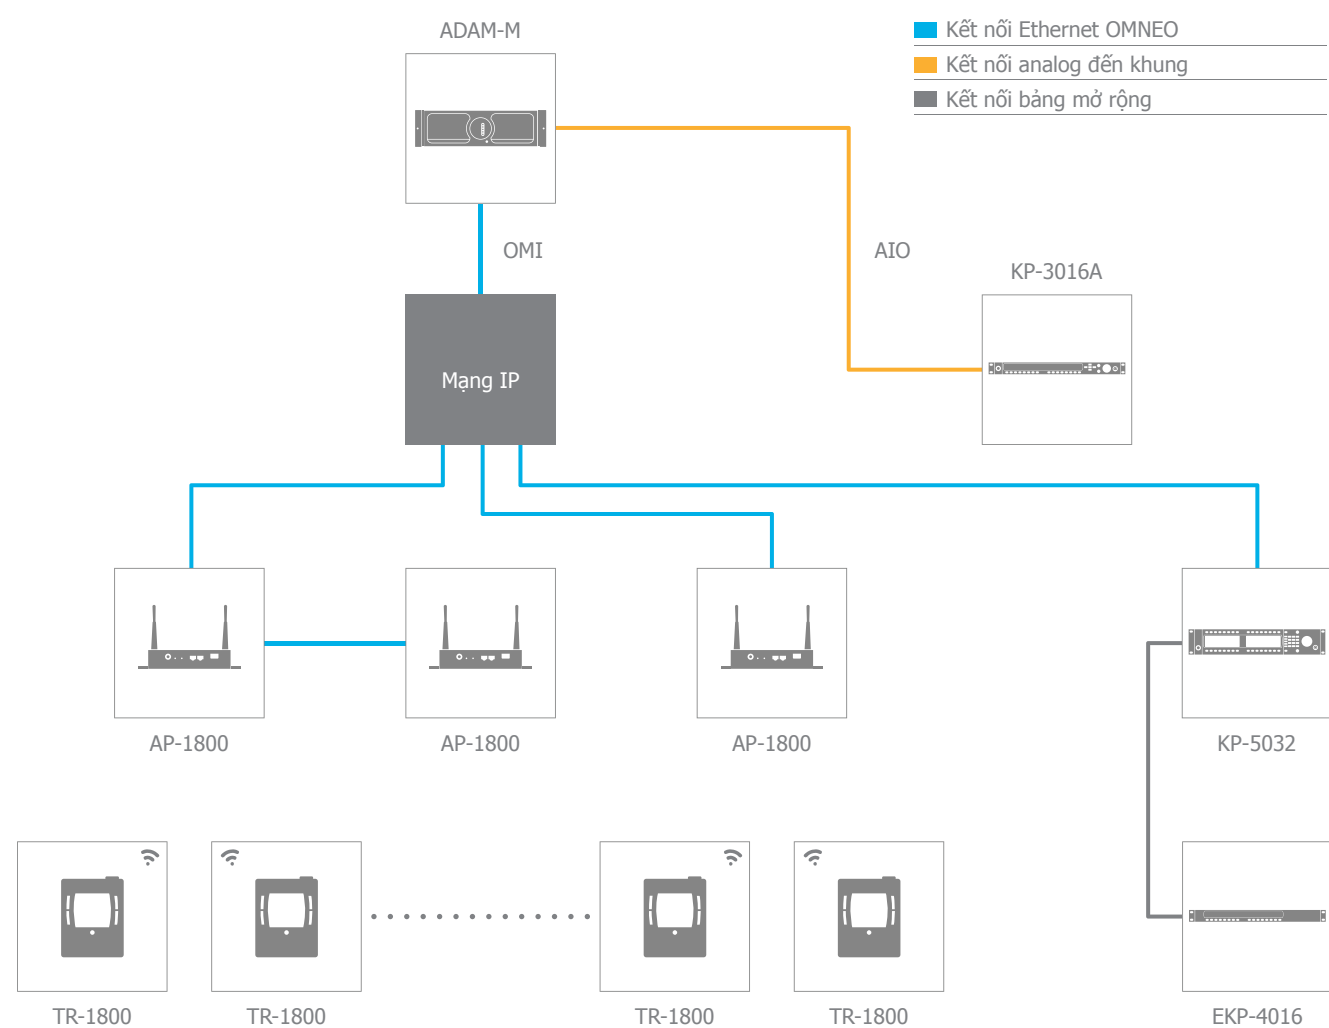 ADAM-M
Kết nối Ethernet OMNEO
Kết nối analog đến khung
Kết nối bảng mở rộng
OMI
AIO
KP-3016A
Mạng IP
AP-1800
AP-1800
AP-1800
KP-5032
TR-1800
TR-1800
TR-1800
TR-1800
EKP-4016